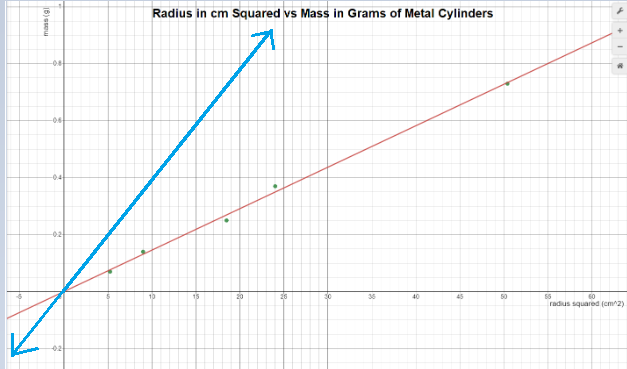 Radius in cm Squared vs Mass in Grams of Metal Cylinders
mass (g)
1
0.8
0.6
0.4
0.2
-5 0 5 10 15 20 25 30 35 40 45 50 55 60
radius squared (cm^2)
-0.2